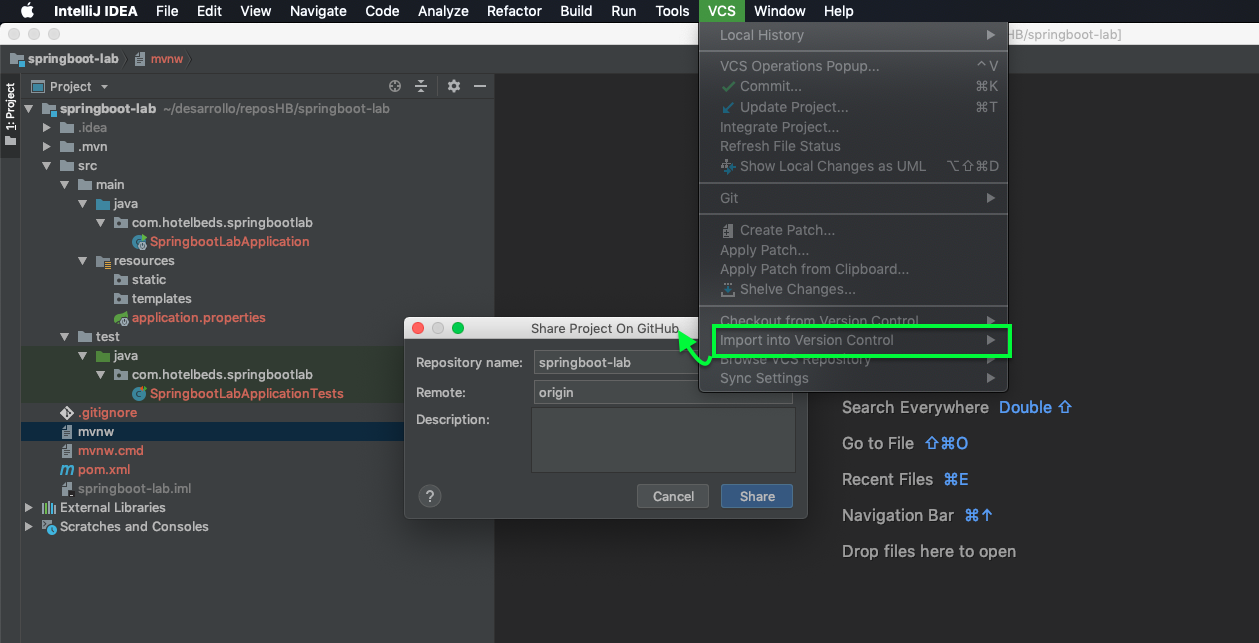 IntelliJ IDEA File Edit View Navigate Code Analyze Refactor Build Run Tools VCS Window Help
HB/springboot-lab]
springboot-lab mvnw
1: Project
Project
springboot-lab ~/desarrollo/reposHB/springboot-lab
.idea
.mvn
src
main
java
com.hotelbeds.springbootlab
SpringbootLabApplication
resources
static
templates
application.properties
test
java
com.hotelbeds.springbootlab
SpringbootLabApplicationTests
.gitignore
mvnw
mvnw.cmd
pom.xml
springboot-lab.iml
External Libraries
Scratches and Consoles
Local History
VCS Operations Popup... ⌃V
Commit... ⌘K
Update Project... ⌘T
Integrate Project...
Refresh File Status
Show Local Changes as UML ⌥⇧⌘D
Git
Create Patch...
Apply Patch...
Apply Patch from Clipboard...
Shelve Changes...
Checkout from Version Control
Import into Version Control
Browse VCS Repository
Sync Settings
Share Project On GitHub
Repository name: springboot-lab
Remote: origin
Description:
? Cancel Share
Search Everywhere Double ⇧
Go to File ⇧⌘O
Recent Files ⌘E
Navigation Bar ⌘↑
Drop files here to open